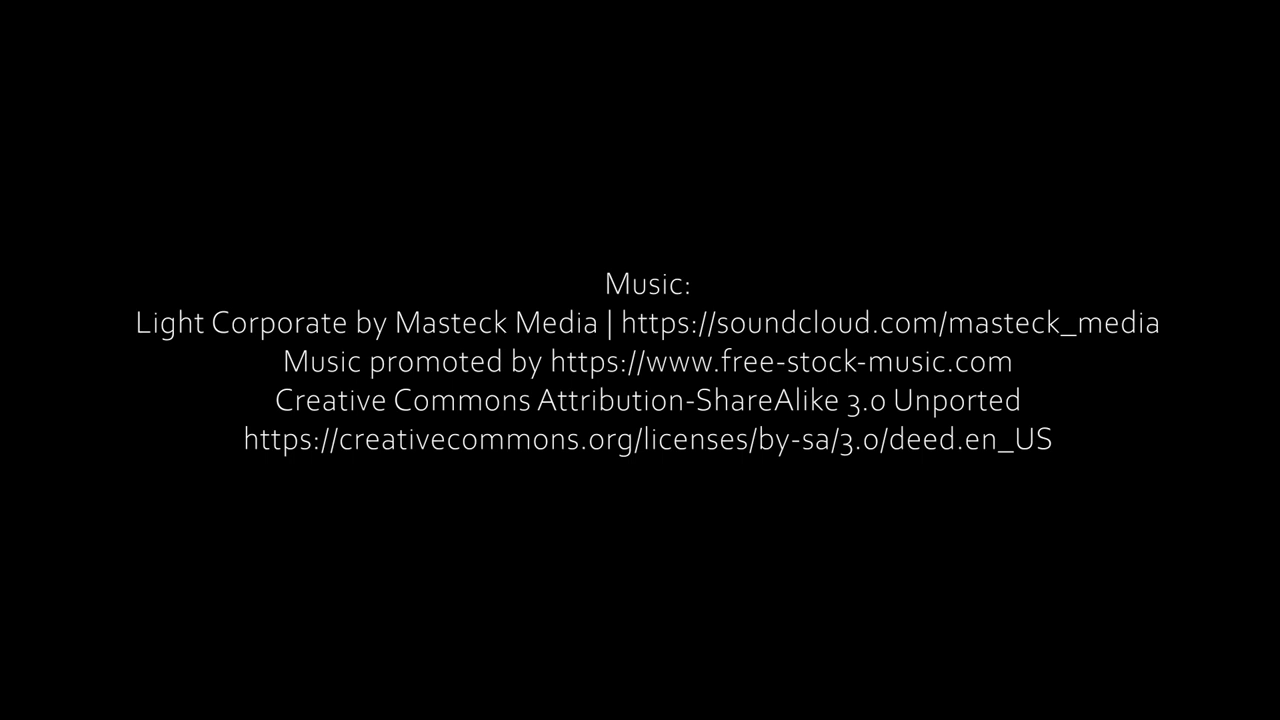 Music:
Light Corporate by Masteck Media | https://soundcloud.com/masteck_media
Music promoted by https://www.free-stock-music.com
Creative Commons Attribution-ShareAlike 3.0 Unported
https://creativecommons.org/licenses/by-sa/3.0/deed.en_US